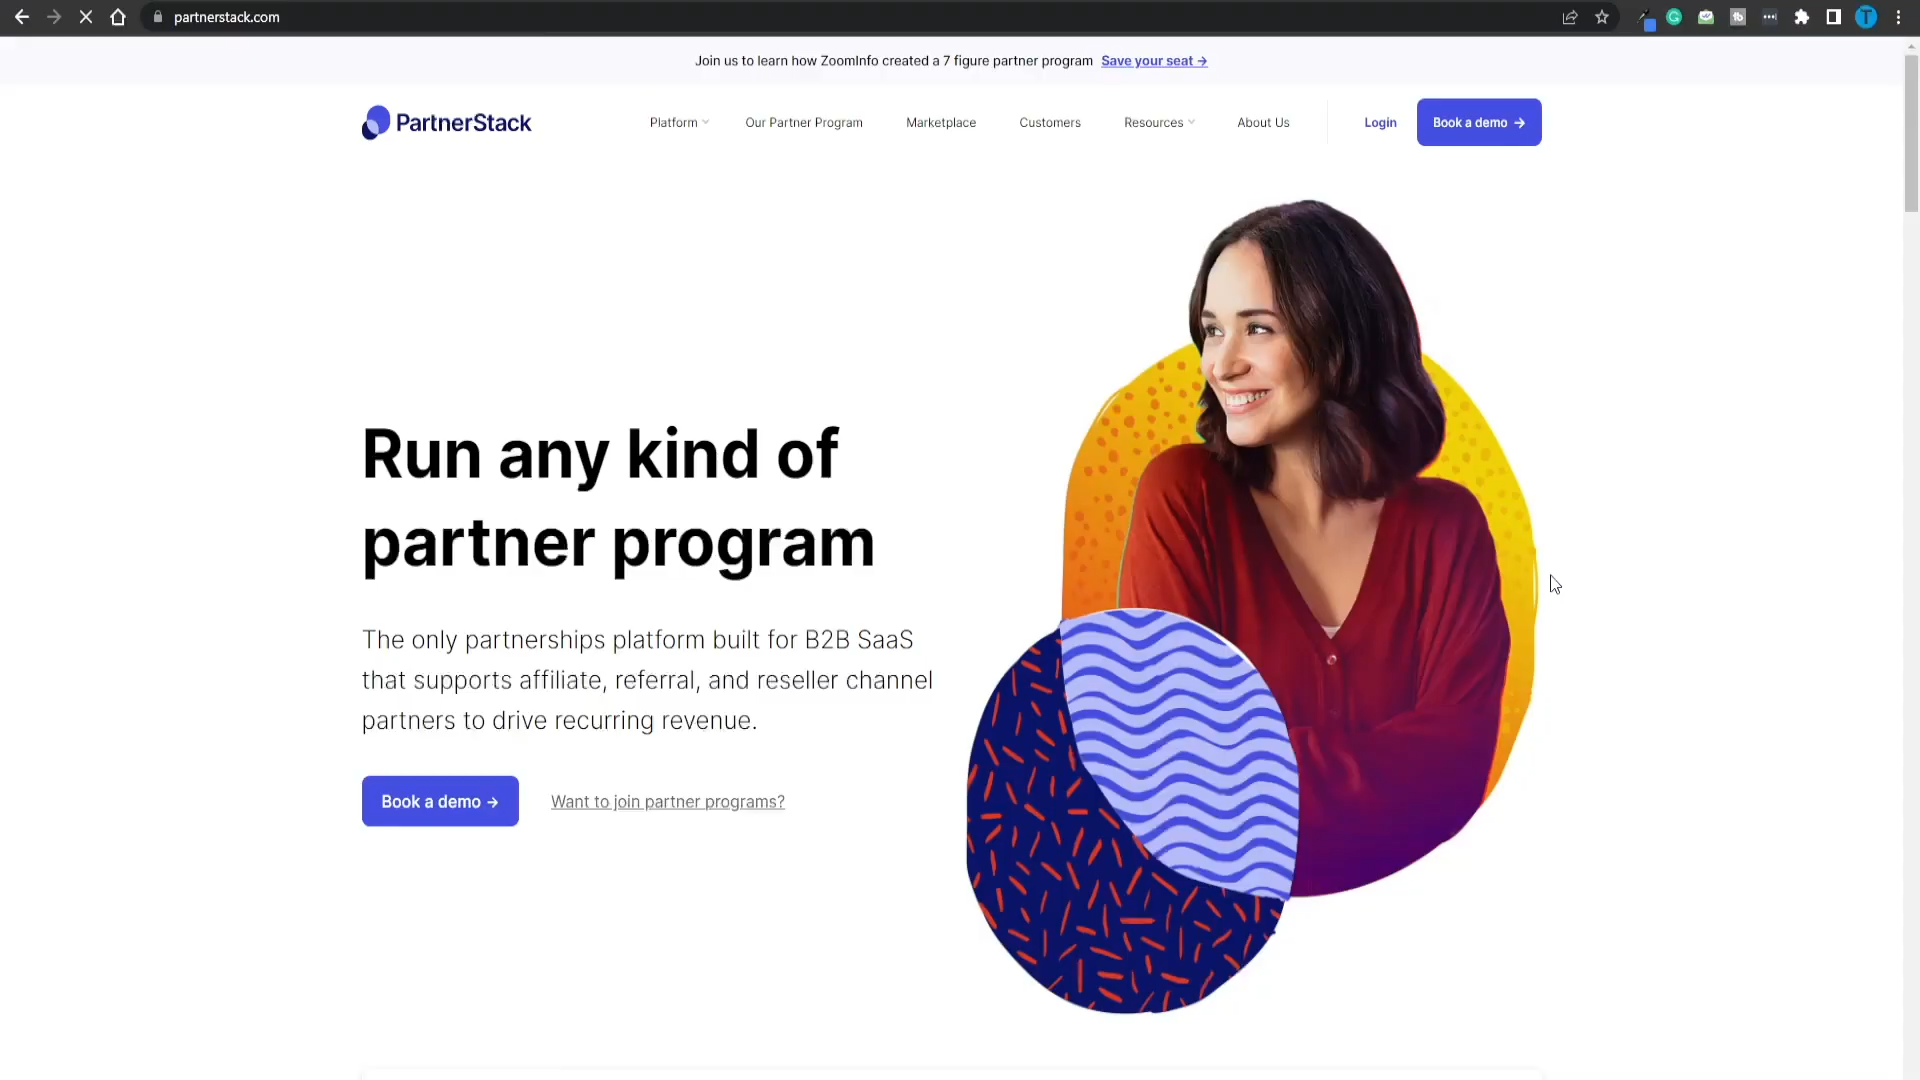 partnerstack.com
T
Join us to learn how ZoomInfo created a 7 figure partner program Save your seat →
PartnerStack
Platform
Our Partner Program
Marketplace
Customers
Resources
About Us
Login
Book a demo →
Run any kind of
partner program
The only partnerships platform built for B2B SaaS
that supports affiliate, referral, and reseller channel
partners to drive recurring revenue.
Book a demo →
Want to join partner programs?